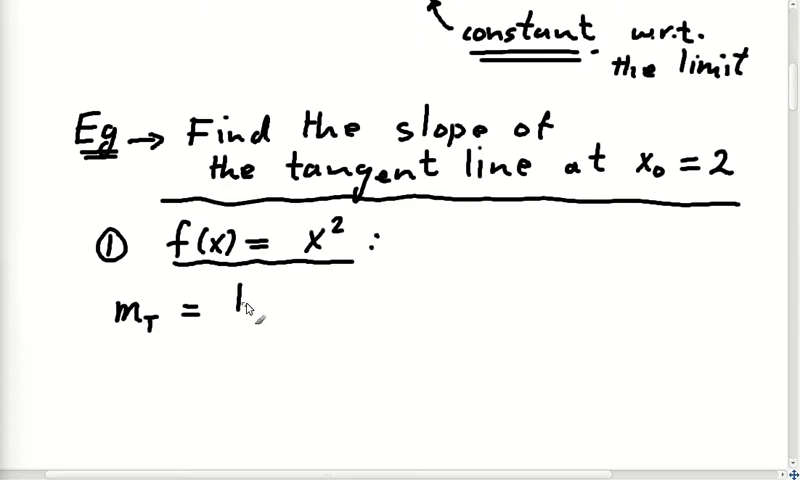 constant w.r.t.
the limit
Eg → Find the slope of
the tangent line at x₀ = 2
① f(x) = x² :
m_T =